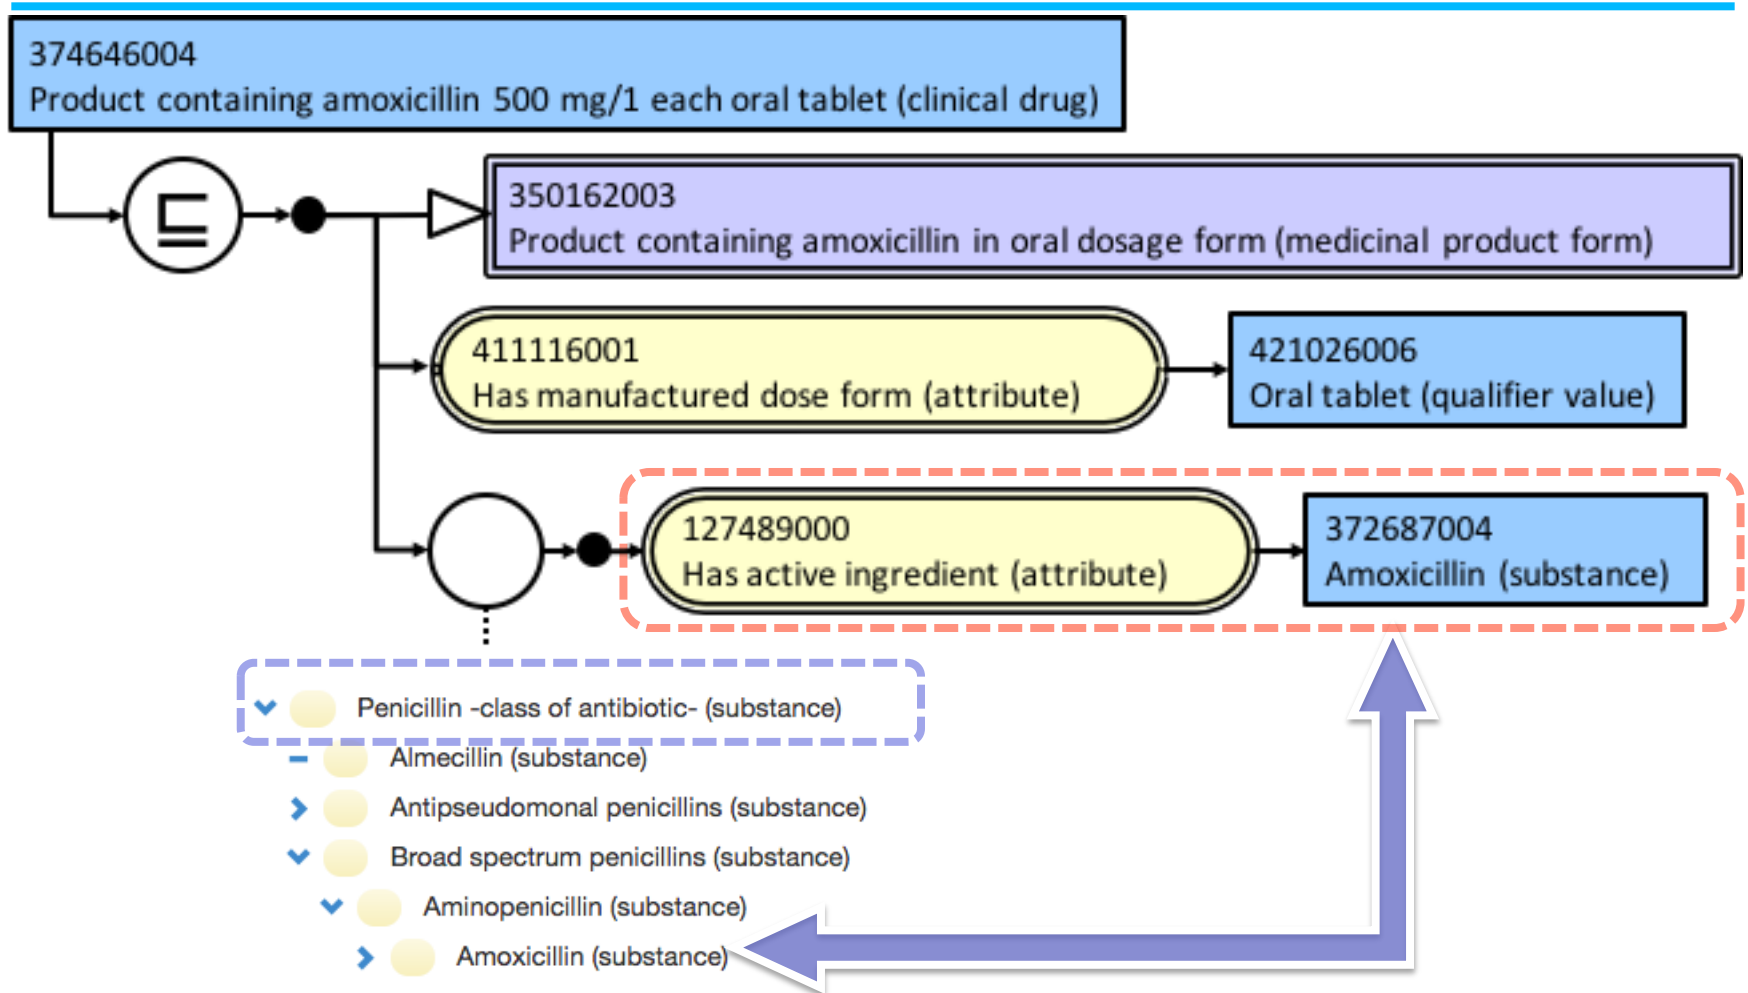 374646004
Product containing amoxicillin 500 mg/1 each oral tablet (clinical drug)
⊑
350162003
Product containing amoxicillin in oral dosage form (medicinal product form)
411116001
Has manufactured dose form (attribute)
421026006
Oral tablet (qualifier value)
127489000
Has active ingredient (attribute)
372687004
Amoxicillin (substance)
Penicillin -class of antibiotic- (substance)
Almecillin (substance)
Antipseudomonal penicillins (substance)
Broad spectrum penicillins (substance)
Aminopenicillin (substance)
Amoxicillin (substance)